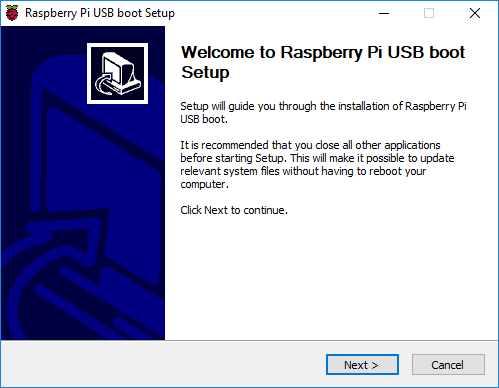 Raspberry Pi USB boot Setup
Welcome to Raspberry Pi USB boot
Setup
Setup will guide you through the installation of Raspberry Pi
USB boot.
It is recommended that you close all other applications
before starting Setup. This will make it possible to update
relevant system files without having to reboot your
computer.
Click Next to continue.
Next >
Cancel